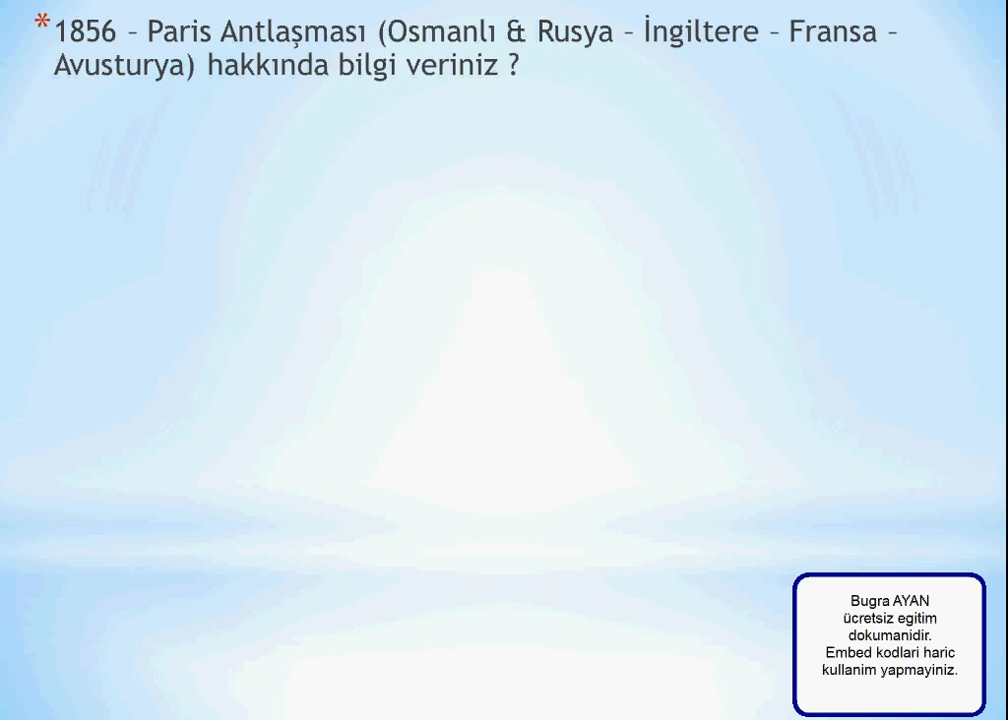 * 1856 – Paris Antlaşması (Osmanlı & Rusya – İngiltere – Fransa –
Avusturya) hakkında bilgi veriniz ?
Bugra AYAN
ücretsiz egitim
dokumanidir.
Embed kodlari haric
kullanim yapmayiniz.